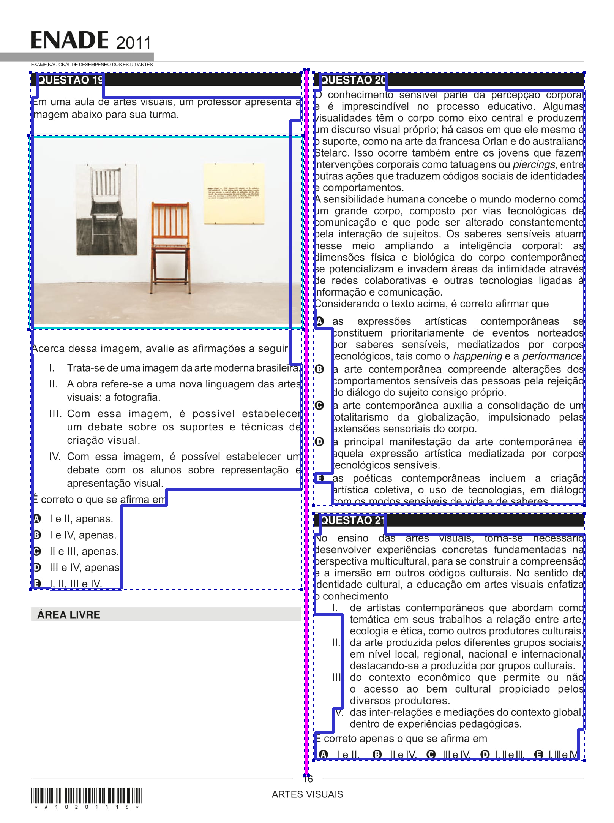 ENADE 2011
EXAME NACIONAL DE DESEMPENHO DOS ESTUDANTES
QUESTÃO 19
Em uma aula de artes visuais, um professor apresenta a
imagem abaixo para sua turma.
Acerca dessa imagem, avalie as afirmações a seguir.
I. Trata-se de uma imagem da arte moderna brasileira.
II. A obra refere-se a uma nova linguagem das artes
visuais: a fotografia.
III. Com essa imagem, é possível estabelecer
um debate sobre os suportes e técnicas de
criação visual.
IV. Com essa imagem, é possível estabelecer um
debate com os alunos sobre representação e
apresentação visual.
É correto o que se afirma em
A I e II, apenas.
B I e IV, apenas.
C II e III, apenas.
D III e IV, apenas.
E I, II, III e IV.
ÁREA LIVRE
QUESTÃO 20
O conhecimento sensível parte da percepção corporal
e é imprescindível no processo educativo. Algumas
visualidades têm o corpo como eixo central e produzem
um discurso visual próprio; há casos em que ele mesmo é
o suporte, como na arte da francesa Orlan e do australiano
Stelarc. Isso ocorre também entre os jovens que fazem
intervenções corporais como tatuagens ou piercings, entre
outras ações que traduzem códigos sociais de identidades
e comportamentos.
A sensibilidade humana concebe o mundo moderno como
um grande corpo, composto por vias tecnológicas de
comunicação e que pode ser alterado constantemente
pela interação de sujeitos. Os saberes sensíveis atuam
nesse meio ampliando a inteligência corporal: as
dimensões física e biológica do corpo contemporâneo
se potencializam e invadem áreas da intimidade através
de redes colaborativas e outras tecnologias ligadas à
informação e comunicação.
Considerando o texto acima, é correto afirmar que
A as expressões artísticas contemporâneas se
constituem prioritariamente de eventos norteados
por saberes sensíveis, mediatizados por corpos
tecnológicos, tais como o happening e a performance.
B a arte contemporânea compreende alterações dos
comportamentos sensíveis das pessoas pela rejeição
do diálogo do sujeito consigo próprio.
C a arte contemporânea auxilia a consolidação de um
totalitarismo da globalização, impulsionado pelas
extensões sensoriais do corpo.
D a principal manifestação da arte contemporânea é
aquela expressão artística mediatizada por corpos
tecnológicos sensíveis.
E as poéticas contemporâneas incluem a criação
artística coletiva, o uso de tecnologias, em diálogo
com os modos sensíveis de vida e de saberes.
QUESTÃO 21
No ensino das artes visuais, torna-se necessário
desenvolver experiências concretas fundamentadas na
perspectiva multicultural, para se construir a compreensão
e a imersão em outros códigos culturais. No sentido da
identidade cultural, a educação em artes visuais enfatiza
o conhecimento
I. de artistas contemporâneos que abordam como
temática em seus trabalhos a relação entre arte,
ecologia e ética, como outros produtores culturais.
II. da arte produzida pelos diferentes grupos sociais,
em nível local, regional, nacional e internacional,
destacando-se a produzida por grupos culturais.
III. do contexto econômico que permite ou não
o acesso ao bem cultural propiciado pelos
diversos produtores.
IV. das inter-relações e mediações do contexto global,
dentro de experiências pedagógicas.
É correto apenas o que se afirma em
A I e II. B II e IV. C III e IV. D I, II e III. E I, III e IV.
16
ARTES VISUAIS